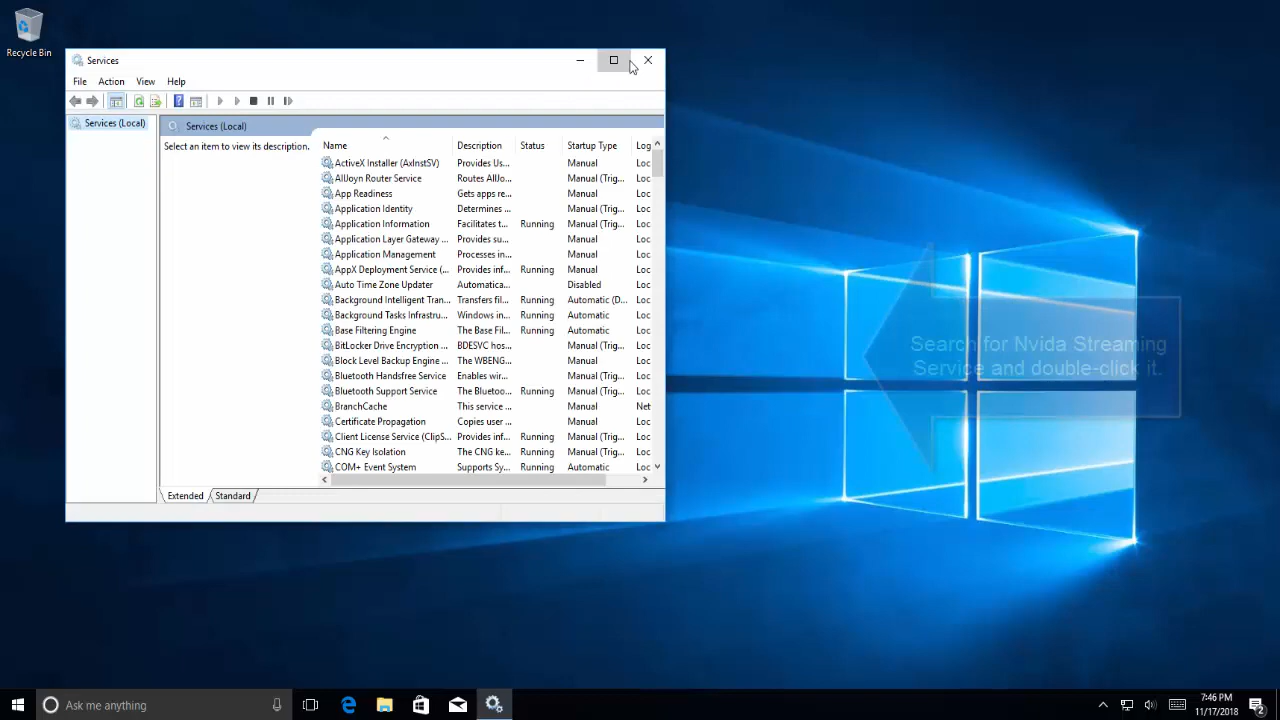 Recycle Bin
Services
File Action View Help
Services (Local)
Services (Local)
Select an item to view its description.
Name Description Status Startup Type Log
ActiveX Installer (AxInstSV) Provides Us... Manual Loc
AllJoyn Router Service Routes AllJo... Manual (Trig... Loc
App Readiness Gets apps re... Manual Loc
Application Identity Determines ... Manual (Trig... Loc
Application Information Facilitates t... Running Manual (Trig... Loc
Application Layer Gateway ... Provides su... Manual Loc
Application Management Processes in... Manual Loc
AppX Deployment Service (... Provides inf... Running Manual Loc
Auto Time Zone Updater Automatica... Disabled Loc
Background Intelligent Tran... Transfers fil... Running Automatic (D... Loc
Background Tasks Infrastru... Windows in... Running Automatic Loc
Base Filtering Engine The Base Fil... Running Automatic Loc
BitLocker Drive Encryption ... BDESVC hos... Manual (Trig... Loc
Block Level Backup Engine ... The WBENG... Manual Loc
Bluetooth Handsfree Service Enables wir... Manual (Trig... Loc
Bluetooth Support Service The Bluetoo... Running Manual (Trig... Loc
BranchCache This service ... Manual Net
Certificate Propagation Copies user ... Manual Loc
Client License Service (ClipS... Provides inf... Running Manual (Trig... Loc
CNG Key Isolation The CNG ke... Running Manual (Trig... Loc
COM+ Event System Supports Sy... Running Automatic Loc
Extended Standard
Search for Nvida Streaming
Service and double-click it.
Ask me anything
7:46 PM
11/17/2018
2